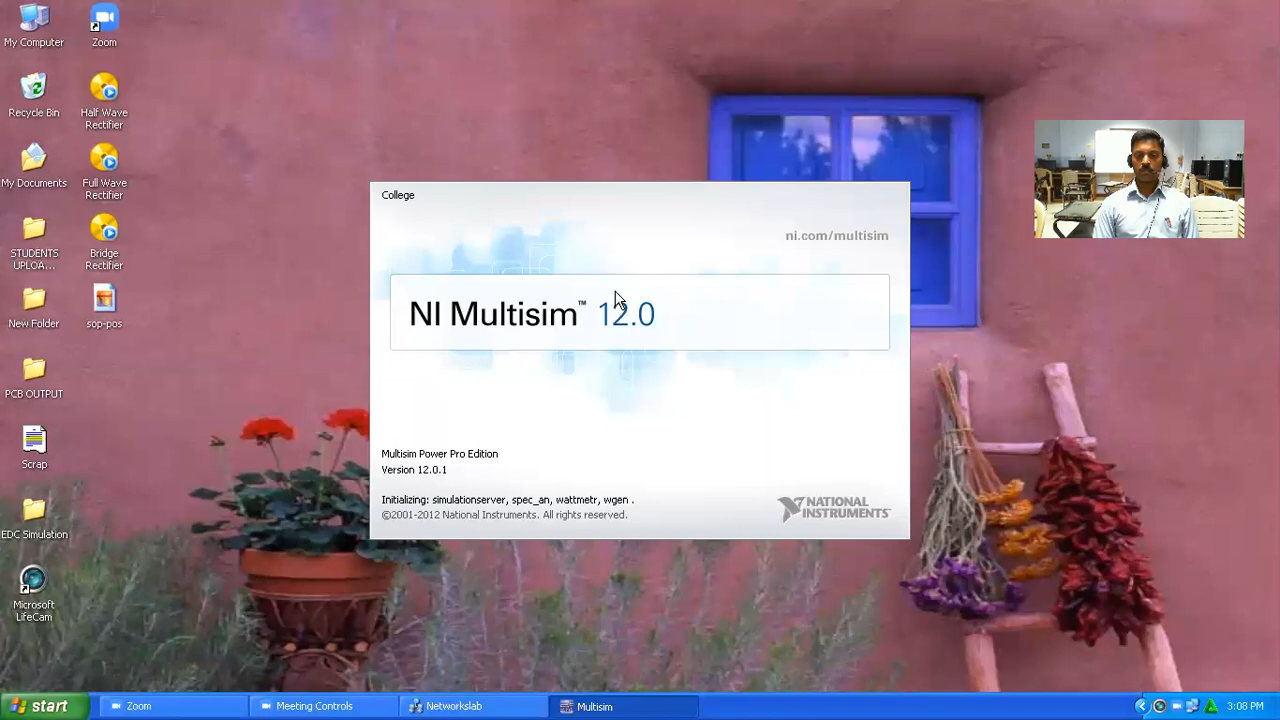 My Computer
Zoom
Recycle Bin
Half Wave
Rectifier
My Documents
Full Wave
Rectifier
STUDENTS
UPLOA...
Bridge
Rectifier
New Folder
sop-pos
PCB OUTPUT
Scrap
EDC Simulation
Microsoft
LifeCam
College
ni.com/multisim
NI Multisim™ 12.0
Multisim Power Pro Edition
Version 12.0.1
Initializing: simulationserver, spec_an, wattmetr, wgen .
©2001-2012 National Instruments. All rights reserved.
NATIONAL
INSTRUMENTS
start
Zoom
Meeting Controls
Networkslab
Multisim
3:08 PM